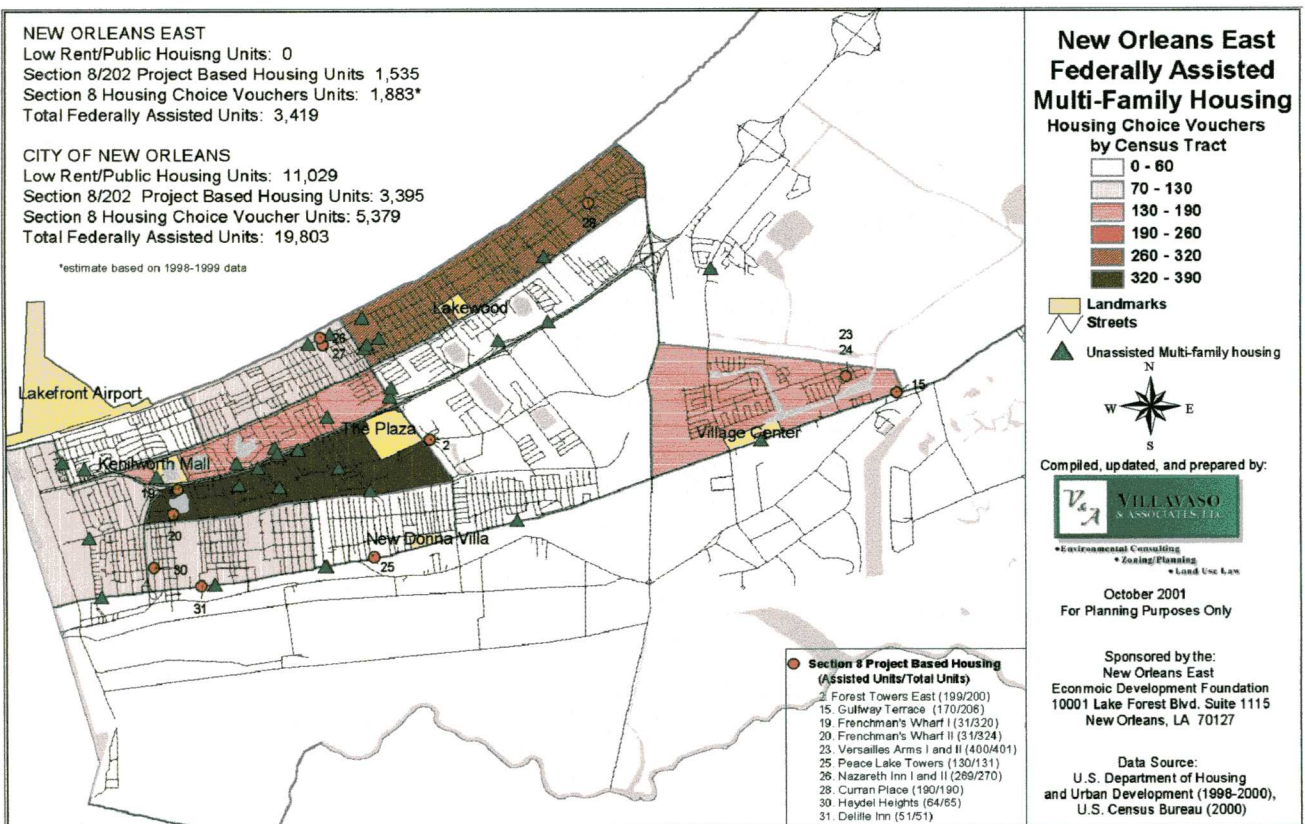 NEW ORLEANS EAST
Low Rent/Public Houisng Units: 0
Section 8/202 Project Based Housing Units 1,535
Section 8 Housing Choice Vouchers Units: 1,883*
Total Federally Assisted Units: 3,419
CITY OF NEW ORLEANS
Low Rent/Public Housing Units: 11,029
Section 8/202 Project Based Housing Units: 3,395
Section 8 Housing Choice Voucher Units: 5,379
Total Federally Assisted Units: 19,803
*estimate based on 1998-1999 data
28
Lakewood
26
27
23
24
15
Lakefront Airport
The Plaza
2
Village Center
Kenilworth Mall
19
20
New Donna Villa
25
30
31
Section 8 Project Based Housing
(Assisted Units/Total Units)
2. Forest Towers East (199/200)
15. Gulfway Terrace (170/206)
19. Frenchman's Wharf I (31/320)
20. Frenchman's Wharf II (31/324)
23. Versailles Arms I and II (400/401)
25. Peace Lake Towers (130/131)
26. Nazareth Inn I and II (269/270)
28. Curran Place (190/190)
30. Haydel Heights (64/65)
31. Delille Inn (51/51)
New Orleans East
Federally Assisted
Multi-Family Housing
Housing Choice Vouchers
by Census Tract
0 - 60
70 - 130
130 - 190
190 - 260
260 - 320
320 - 390
Landmarks
Streets
Unassisted Multi-family housing
N
W E
S
Compiled, updated, and prepared by:
V&A
VILLAVASO
& ASSOCIATES, LLC
•Environmental Consulting
•Zoning/Planning
•Land Use Law
October 2001
For Planning Purposes Only
Sponsored by the:
New Orleans East
Econmoic Development Foundation
10001 Lake Forest Blvd. Suite 1115
New Orleans, LA 70127
Data Source:
U.S. Department of Housing
and Urban Development (1998-2000),
U.S. Census Bureau (2000)